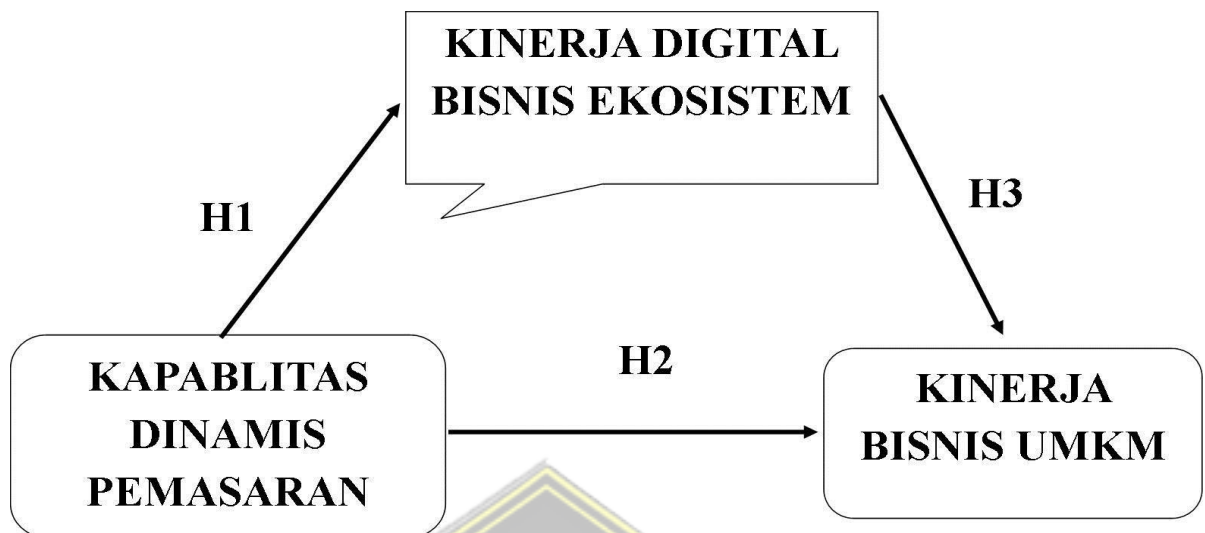 KINERJA DIGITAL
BISNIS EKOSISTEM
H1
H3
H2
KAPABLITAS
DINAMIS
PEMASARAN
KINERJA
BISNIS UMKM